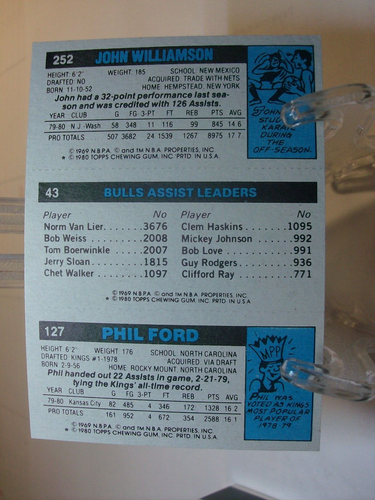 252 JOHN WILLIAMSON
HEIGHT: 6'2" WEIGHT: 185 SCHOOL: NEW MEXICO
DRAFTED: NO ACQUIRED: TRADE WITH NETS
BORN: 11-10-52 HOME: HEMPSTEAD, NEW YORK
John had a 32-point performance last sea-
son and was credited with 126 Assists.
YEAR CLUB G FG 3-PT FT REB PTS AVG
79-80 N.J.-Wash 58 348 11 116 99 845 14.6
PRO TOTALS 507 3682 24 1539 1267 8975 17.7
© 1969 N.B.P.A. © and TM N.B.A. PROPERTIES, INC.
★ © 1980 TOPPS CHEWING GUM, INC. PRTD. IN U.S.A.
JOHN
STUD
KARA
DURING
THE
OFF-SEASON.
43 BULLS ASSIST LEADERS
Player No Player No
Norm Van Lier....3676 Clem Haskins.....1095
Bob Weiss........2008 Mickey Johnson....992
Tom Boerwinkle...2007 Bob Love..........991
Jerry Sloan......1815 Guy Rodgers.......936
Chet Walker......1097 Clifford Ray......771
© 1969 N.B.P.A. © and TM N.B.A. PROPERTIES, INC.
★ © 1980 TOPPS CHEWING GUM, INC. PRTD. IN U.S.A.
127 PHIL FORD
HEIGHT: 6'2" WEIGHT: 176 SCHOOL: NORTH CAROLINA
DRAFTED: KINGS #1-1978 ACQUIRED: VIA DRAFT
BORN: 2-9-56 HOME: ROCKY MOUNT, NORTH CAROLINA
Phil handed out 22 Assists in game, 2-21-79,
tying the Kings' all-time record.
YEAR CLUB G FG 3-PT FT REB PTS AVG
79-80 Kansas City 82 489 4 346 172 1328 16.2
PRO TOTALS 161 952 4 672 354 2588 16.1
© 1969 N.B.P.A. © and TM N.B.A. PROPERTIES, INC.
★ © 1980 TOPPS CHEWING GUM, INC. PRTD. IN U.S.A.
MPP!
PHIL WAS
VOTED AS KINGS'
MOST POPULAR
PLAYER OF
1978-79.